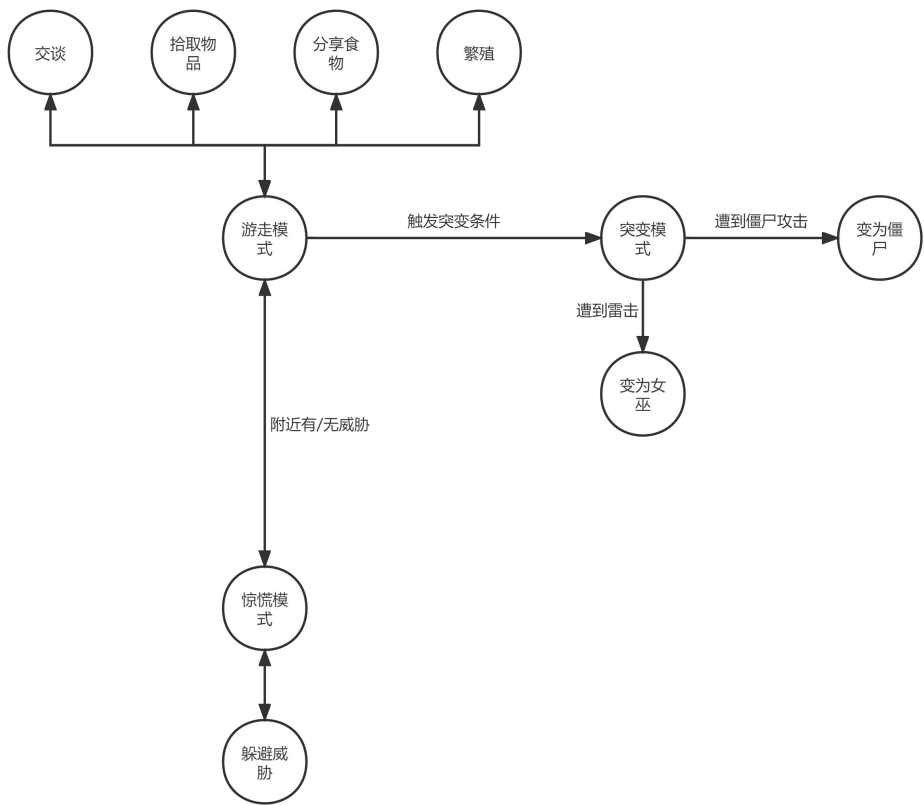 交谈
拾取物
品
分享食
物
繁殖
游走模
式
触发突变条件
突变模
式
遭到僵尸攻击
变为僵
尸
遭到雷击
变为女
巫
附近有/无威胁
惊慌模
式
躲避威
胁